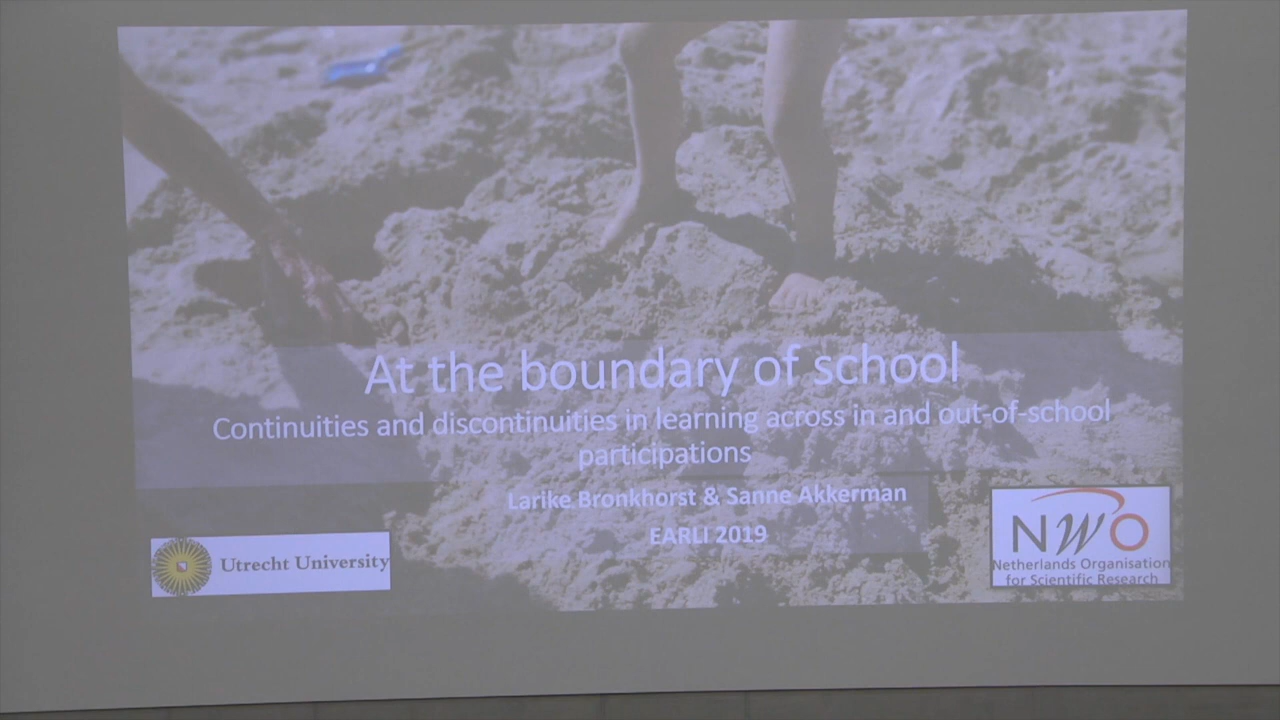 At the boundary of school
Continuities and discontinuities in learning across in and out-of-school
participations
Larike Bronkhorst & Sanne Akkerman
EARLI 2019
Utrecht University
NWO
Netherlands Organisation
for Scientific Research